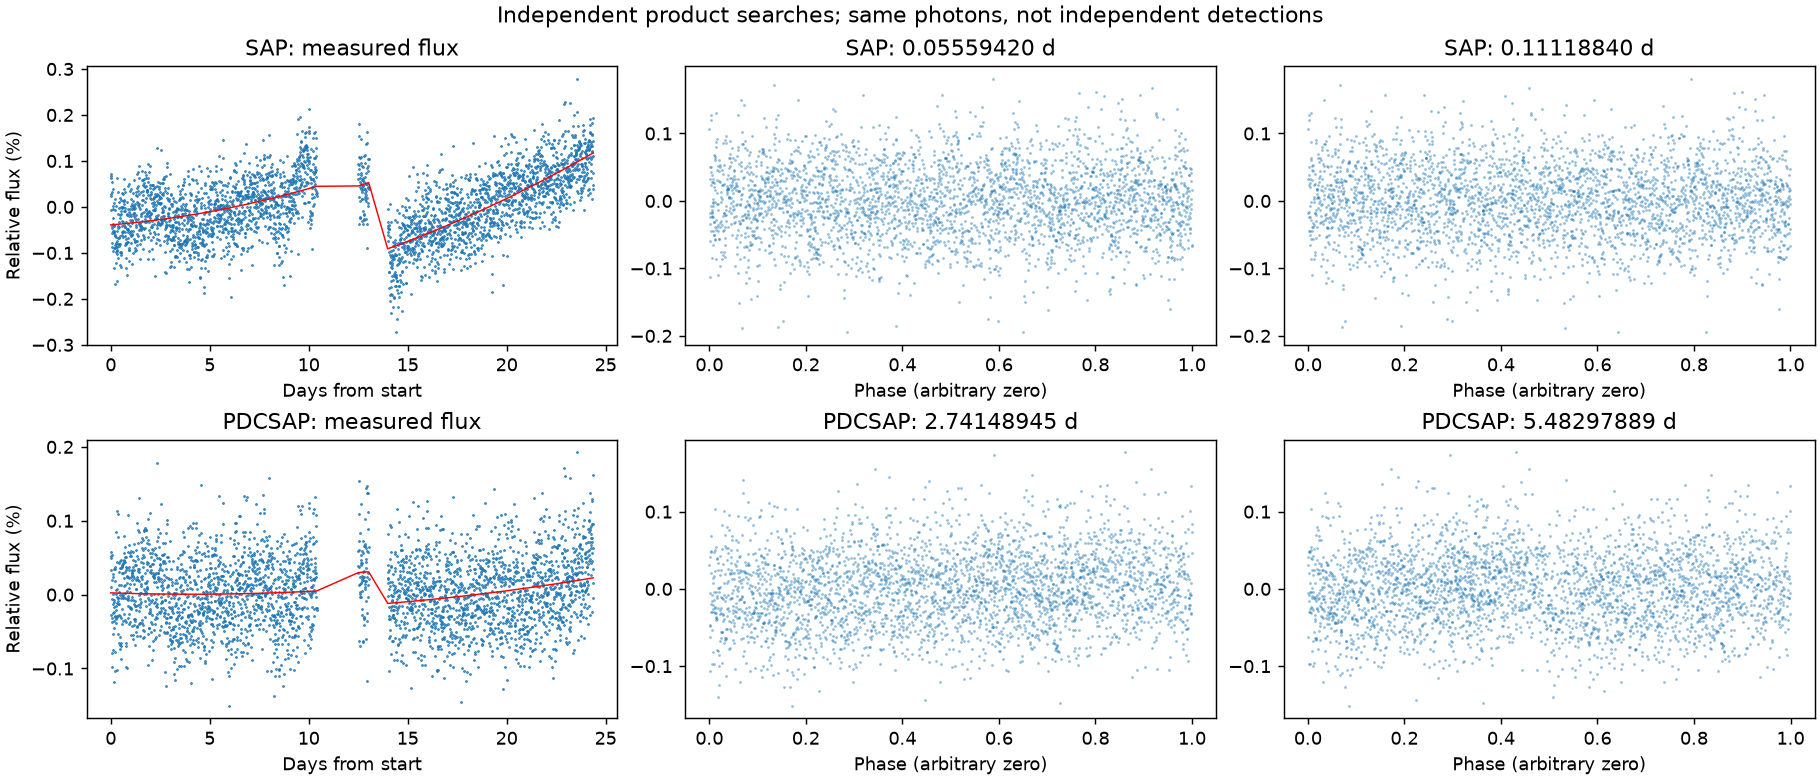 Independent product searches; same photons, not independent detections
SAP: measured flux
Relative flux (%)
0.3
0.2
0.1
0.0
−0.1
−0.2
−0.3
0 5 10 15 20 25
Days from start
SAP: 0.05559420 d
0.1
0.0
−0.1
−0.2
0.0 0.2 0.4 0.6 0.8 1.0
Phase (arbitrary zero)
SAP: 0.11118840 d
0.1
0.0
−0.1
−0.2
0.0 0.2 0.4 0.6 0.8 1.0
Phase (arbitrary zero)
PDCSAP: measured flux
Relative flux (%)
0.2
0.1
0.0
−0.1
0 5 10 15 20 25
Days from start
PDCSAP: 2.74148945 d
0.1
0.0
−0.1
0.0 0.2 0.4 0.6 0.8 1.0
Phase (arbitrary zero)
PDCSAP: 5.48297889 d
0.1
0.0
−0.1
0.0 0.2 0.4 0.6 0.8 1.0
Phase (arbitrary zero)